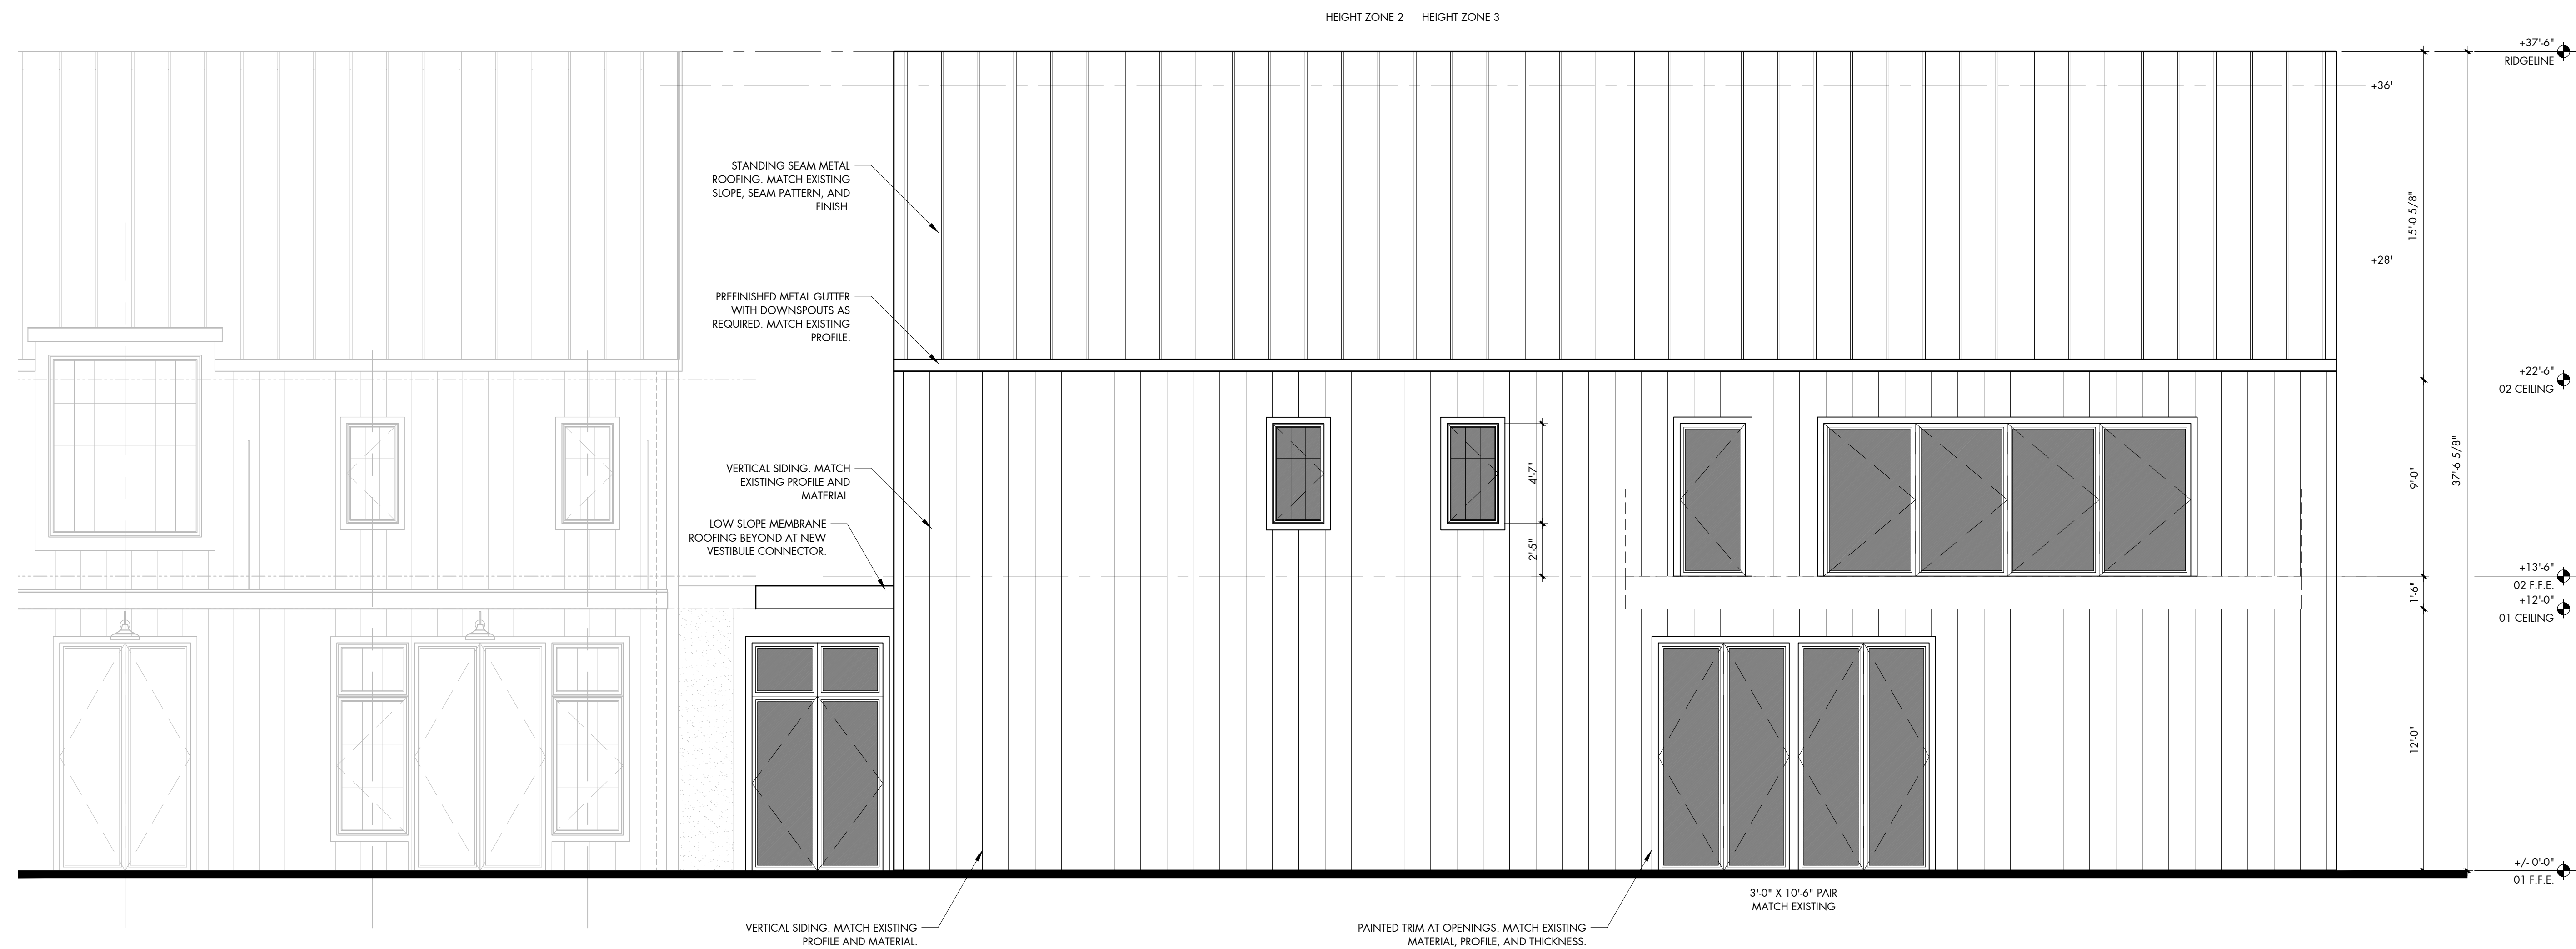 HEIGHT ZONE 2
HEIGHT ZONE 3
+37'-6"
RIDGELINE
+36'
STANDING SEAM METAL
ROOFING. MATCH EXISTING
SLOPE, SEAM PATTERN, AND
FINISH.
15'-0 5/8"
+28'
PREFINISHED METAL GUTTER
WITH DOWNSPOUTS AS
REQUIRED. MATCH EXISTING
PROFILE.
+22'-6"
02 CEILING
VERTICAL SIDING. MATCH
EXISTING PROFILE AND
MATERIAL.
4'-7"
9'-0"
37'-6 5/8"
LOW SLOPE MEMBRANE
ROOFING BEYOND AT NEW
VESTIBULE CONNECTOR.
2'-5"
+13'-6"
02 F.F.E.
1'-6"
+12'-0"
01 CEILING
12'-0"
+/- 0'-0"
01 F.F.E.
3'-0" X 10'-6" PAIR
MATCH EXISTING
VERTICAL SIDING. MATCH EXISTING
PROFILE AND MATERIAL.
PAINTED TRIM AT OPENINGS. MATCH EXISTING
MATERIAL, PROFILE, AND THICKNESS.